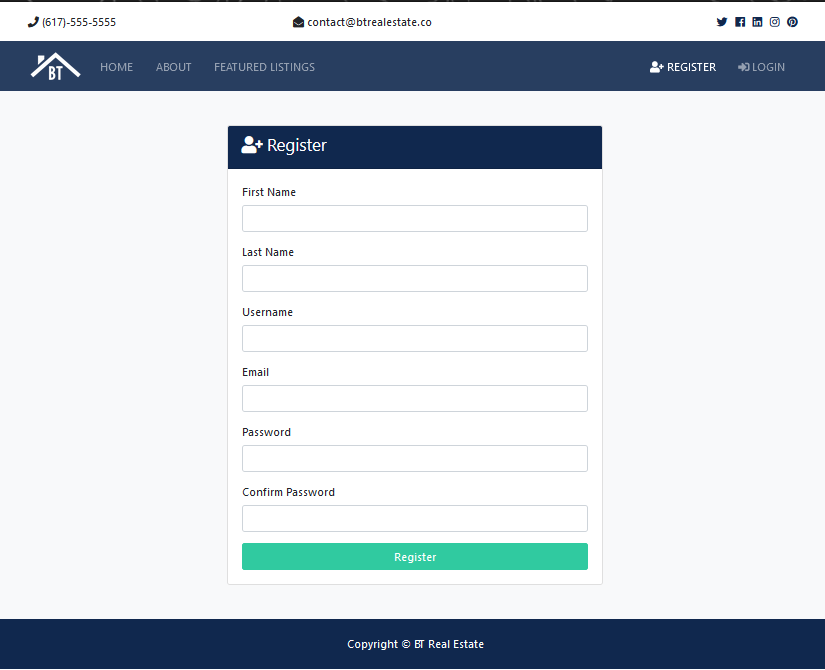 (617)-555-5555 contact@btrealestate.co
BT HOME ABOUT FEATURED LISTINGS REGISTER LOGIN
Register
First Name
Last Name
Username
Email
Password
Confirm Password
Register
Copyright © BT Real Estate